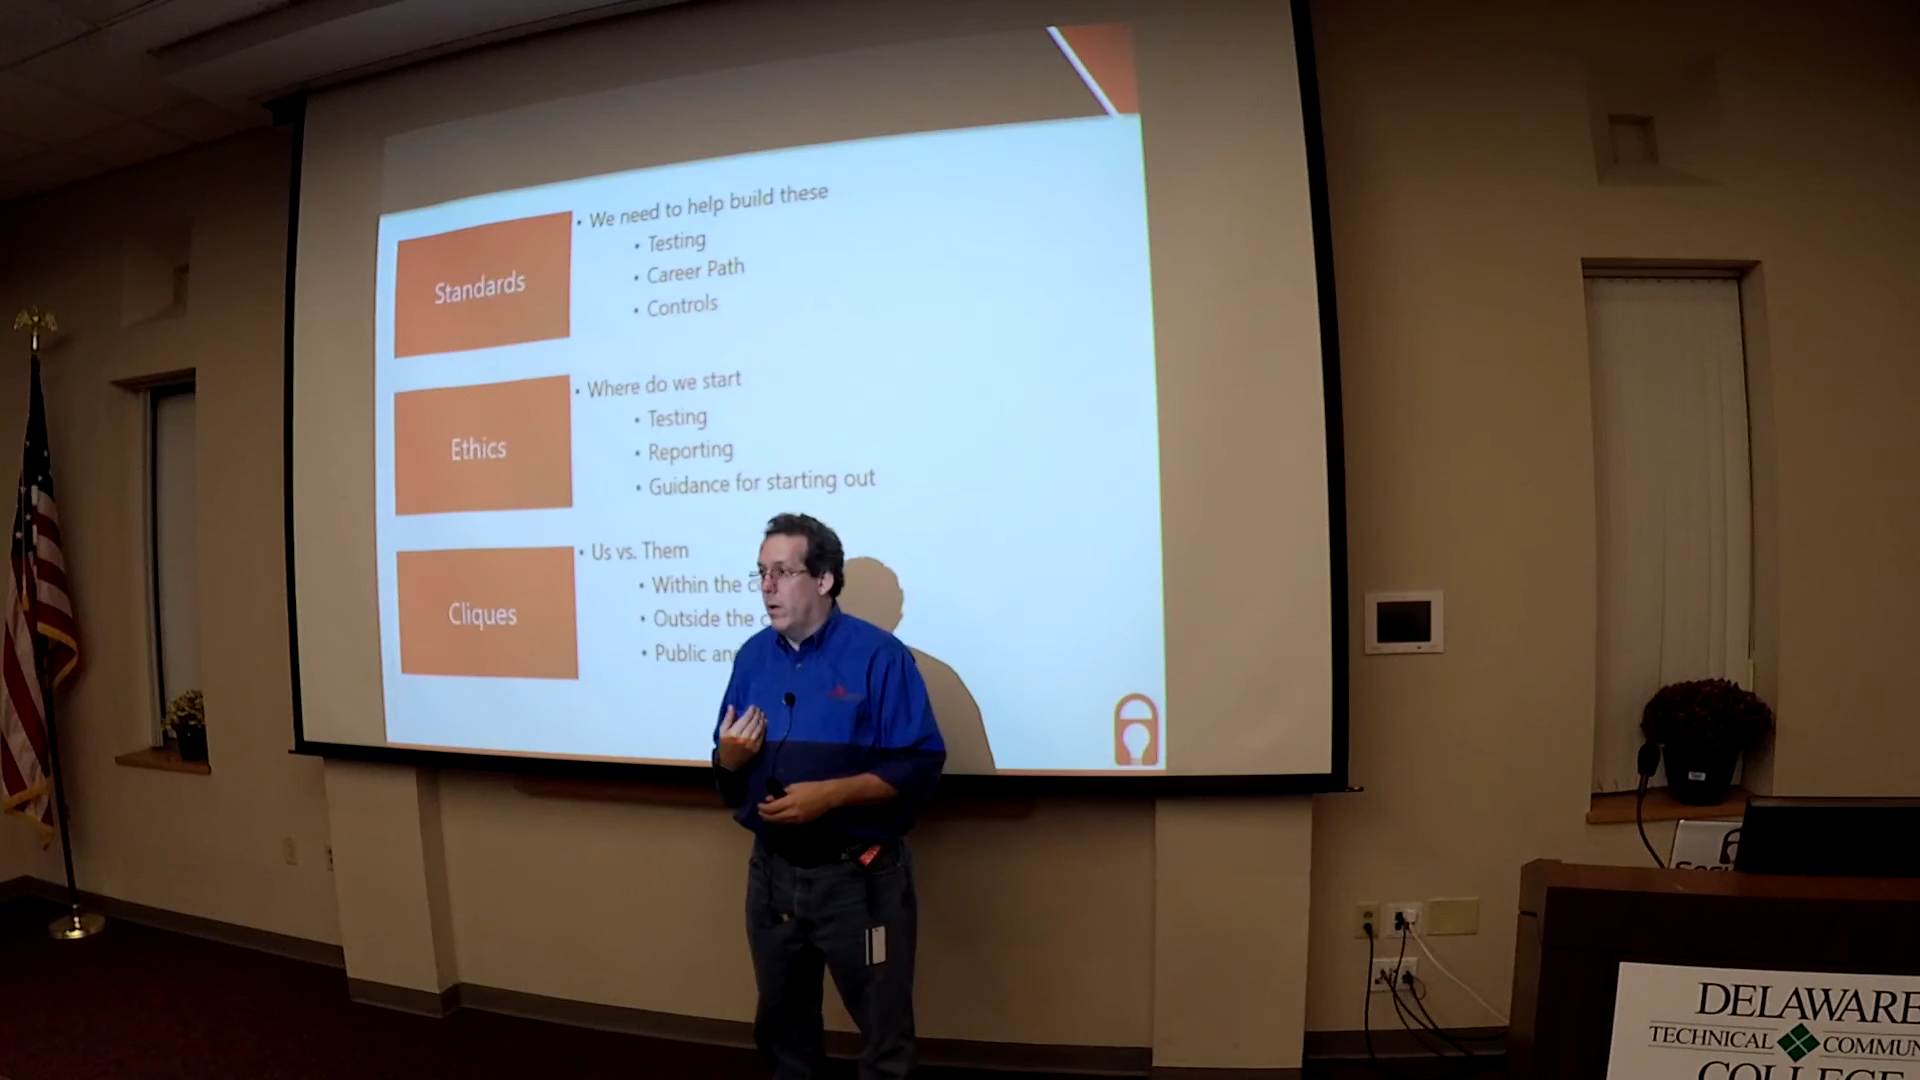 • We need to help build these
• Testing
• Career Path
• Controls
Standards
• Where do we start
• Testing
• Reporting
• Guidance for starting out
Ethics
• Us vs. Them
• Within the
• Outside the
• Public
Cliques
DELAWARE
TECHNICAL COMMUN
COLLEGE